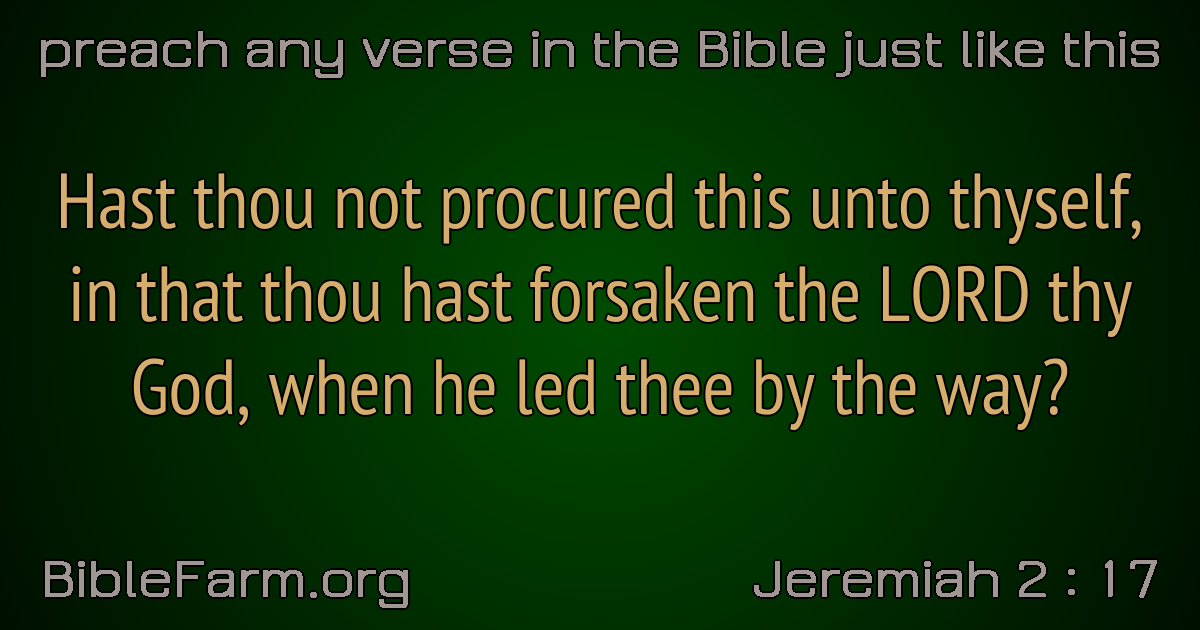 preach any verse in the Bible just like this
Hast thou not procured this unto thyself,
in that thou hast forsaken the LORD thy
God, when he led thee by the way?
BibleFarm.org
Jeremiah 2 : 17